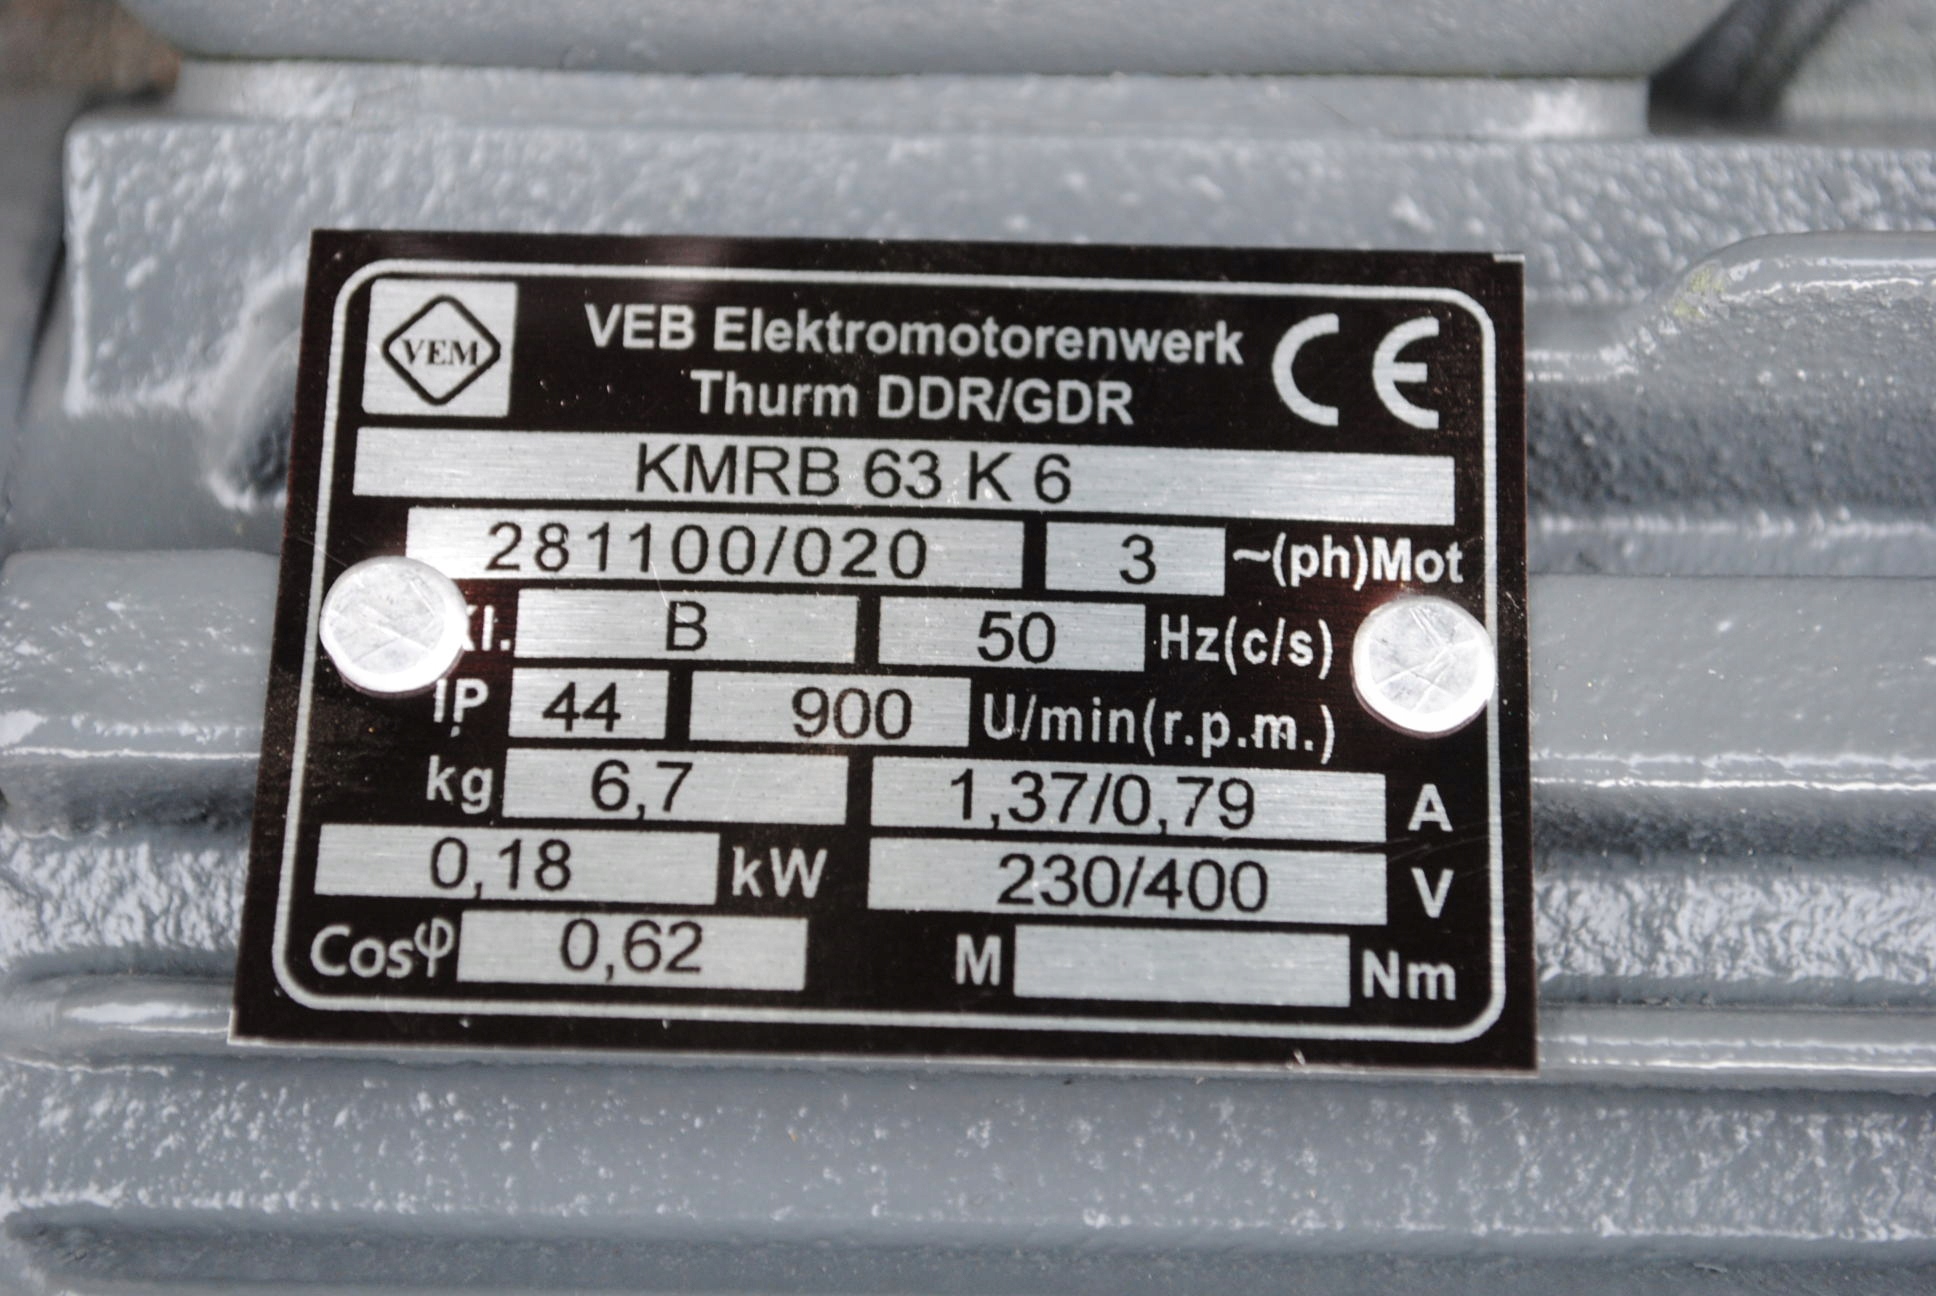 VEM
VEB Elektromotorenwerk
Thurm DDR/GDR
CE
KMRB 63 K 6
281100/020 3 ~(ph)Mot
Kl. B 50 Hz(c/s)
IP 44 900 U/min(r.p.m.)
kg 6,7 1,37/0,79 A
0,18 kW 230/400 V
Cosφ 0,62 M Nm